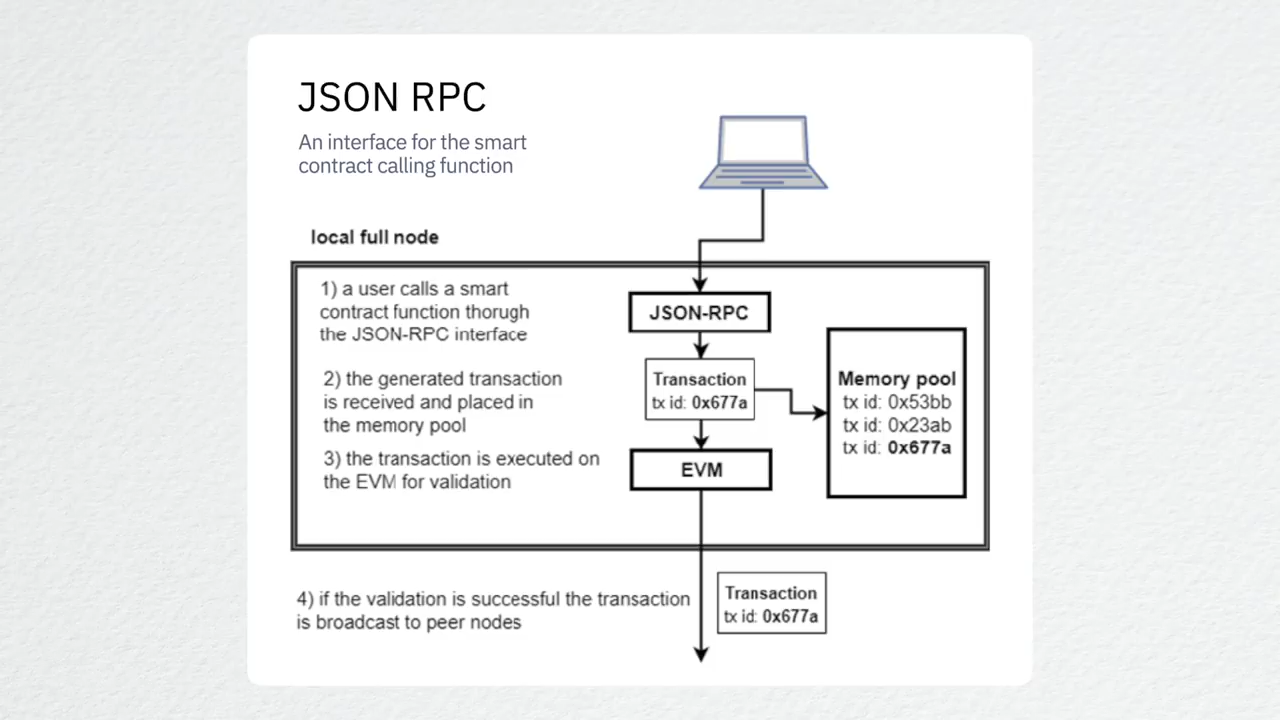 JSON RPC
An interface for the smart
contract calling function
local full node
1) a user calls a smart
contract function thorugh
the JSON-RPC interface
2) the generated transaction
is received and placed in
the memory pool
3) the transaction is executed on
the EVM for validation
JSON-RPC
Transaction
tx id: 0x677a
EVM
Memory pool
tx id: 0x53bb
tx id: 0x23ab
tx id: 0x677a
4) if the validation is successful the transaction
is broadcast to peer nodes
Transaction
tx id: 0x677a